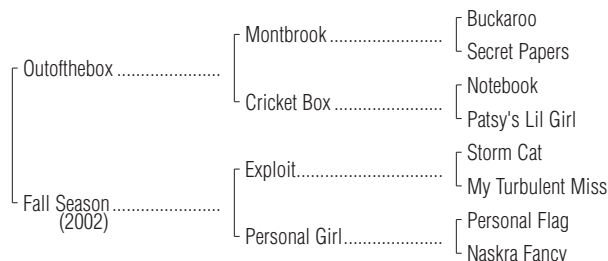 Buckaroo
Montbrook ....................
Secret Papers
Outofthebox ...................
Notebook
Cricket Box ....................
Patsy's Lil Girl
Storm Cat
Exploit.........................
My Turbulent Miss
Fall Season ....................
(2002)
Personal Flag
Personal Girl..................
Naskra Fancy